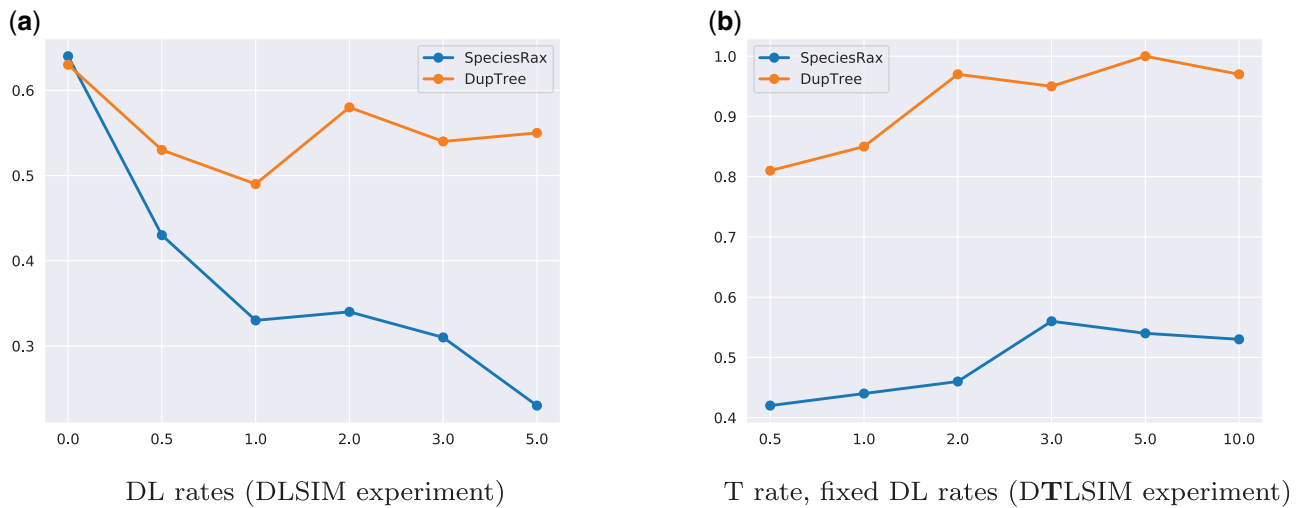 (a)
SpeciesRax
DupTree
0.6
0.5
0.4
0.3
0.0 0.5 1.0 2.0 3.0 5.0
DL rates (DLSIM experiment)
(b)
SpeciesRax
DupTree
1.0
0.9
0.8
0.7
0.6
0.5
0.4
0.5 1.0 2.0 3.0 5.0 10.0
T rate, fixed DL rates (DTLSIM experiment)